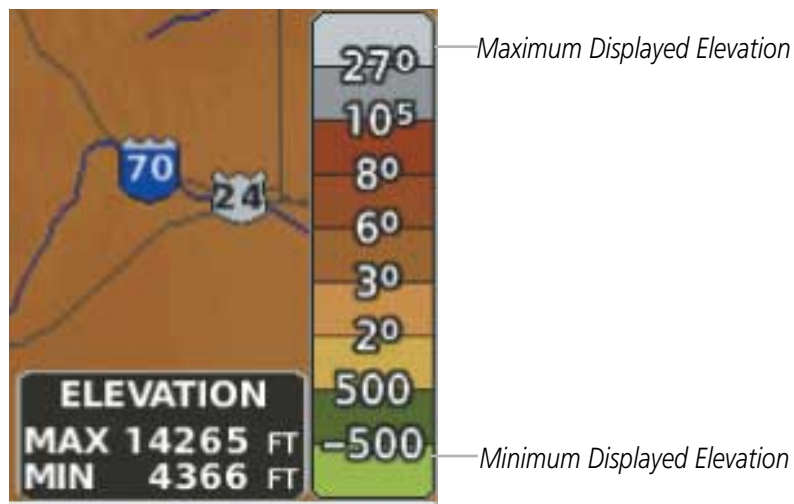 Maximum Displayed Elevation
27⁰
10⁵
8⁰
6⁰
3⁰
2⁰
500
-500
70
24
ELEVATION
MAX 14265 FT
MIN 4366 FT
Minimum Displayed Elevation